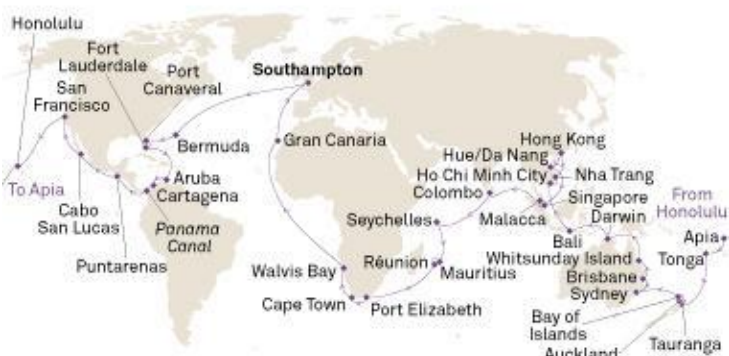 Honolulu
Fort
Lauderdale
Port
Canaveral
San
Francisco
Southampton
Bermuda
Gran Canaria
Hong Kong
Hue/Da Nang
Ho Chi Minh City
Nha Trang
Colombo
To Apia
Aruba
Cartagena
Cabo
San Lucas
Panama
Canal
Puntarenas
Malacca
Singapore
Darwin
From
Honolulu
Seychelles
Bali
Apia
Tonga
Whitsunday Island
Réunion
Mauritius
Walvis Bay
Brisbane
Sydney
Cape Town
Port Elizabeth
Bay of
Islands
Tauranga
Auckland